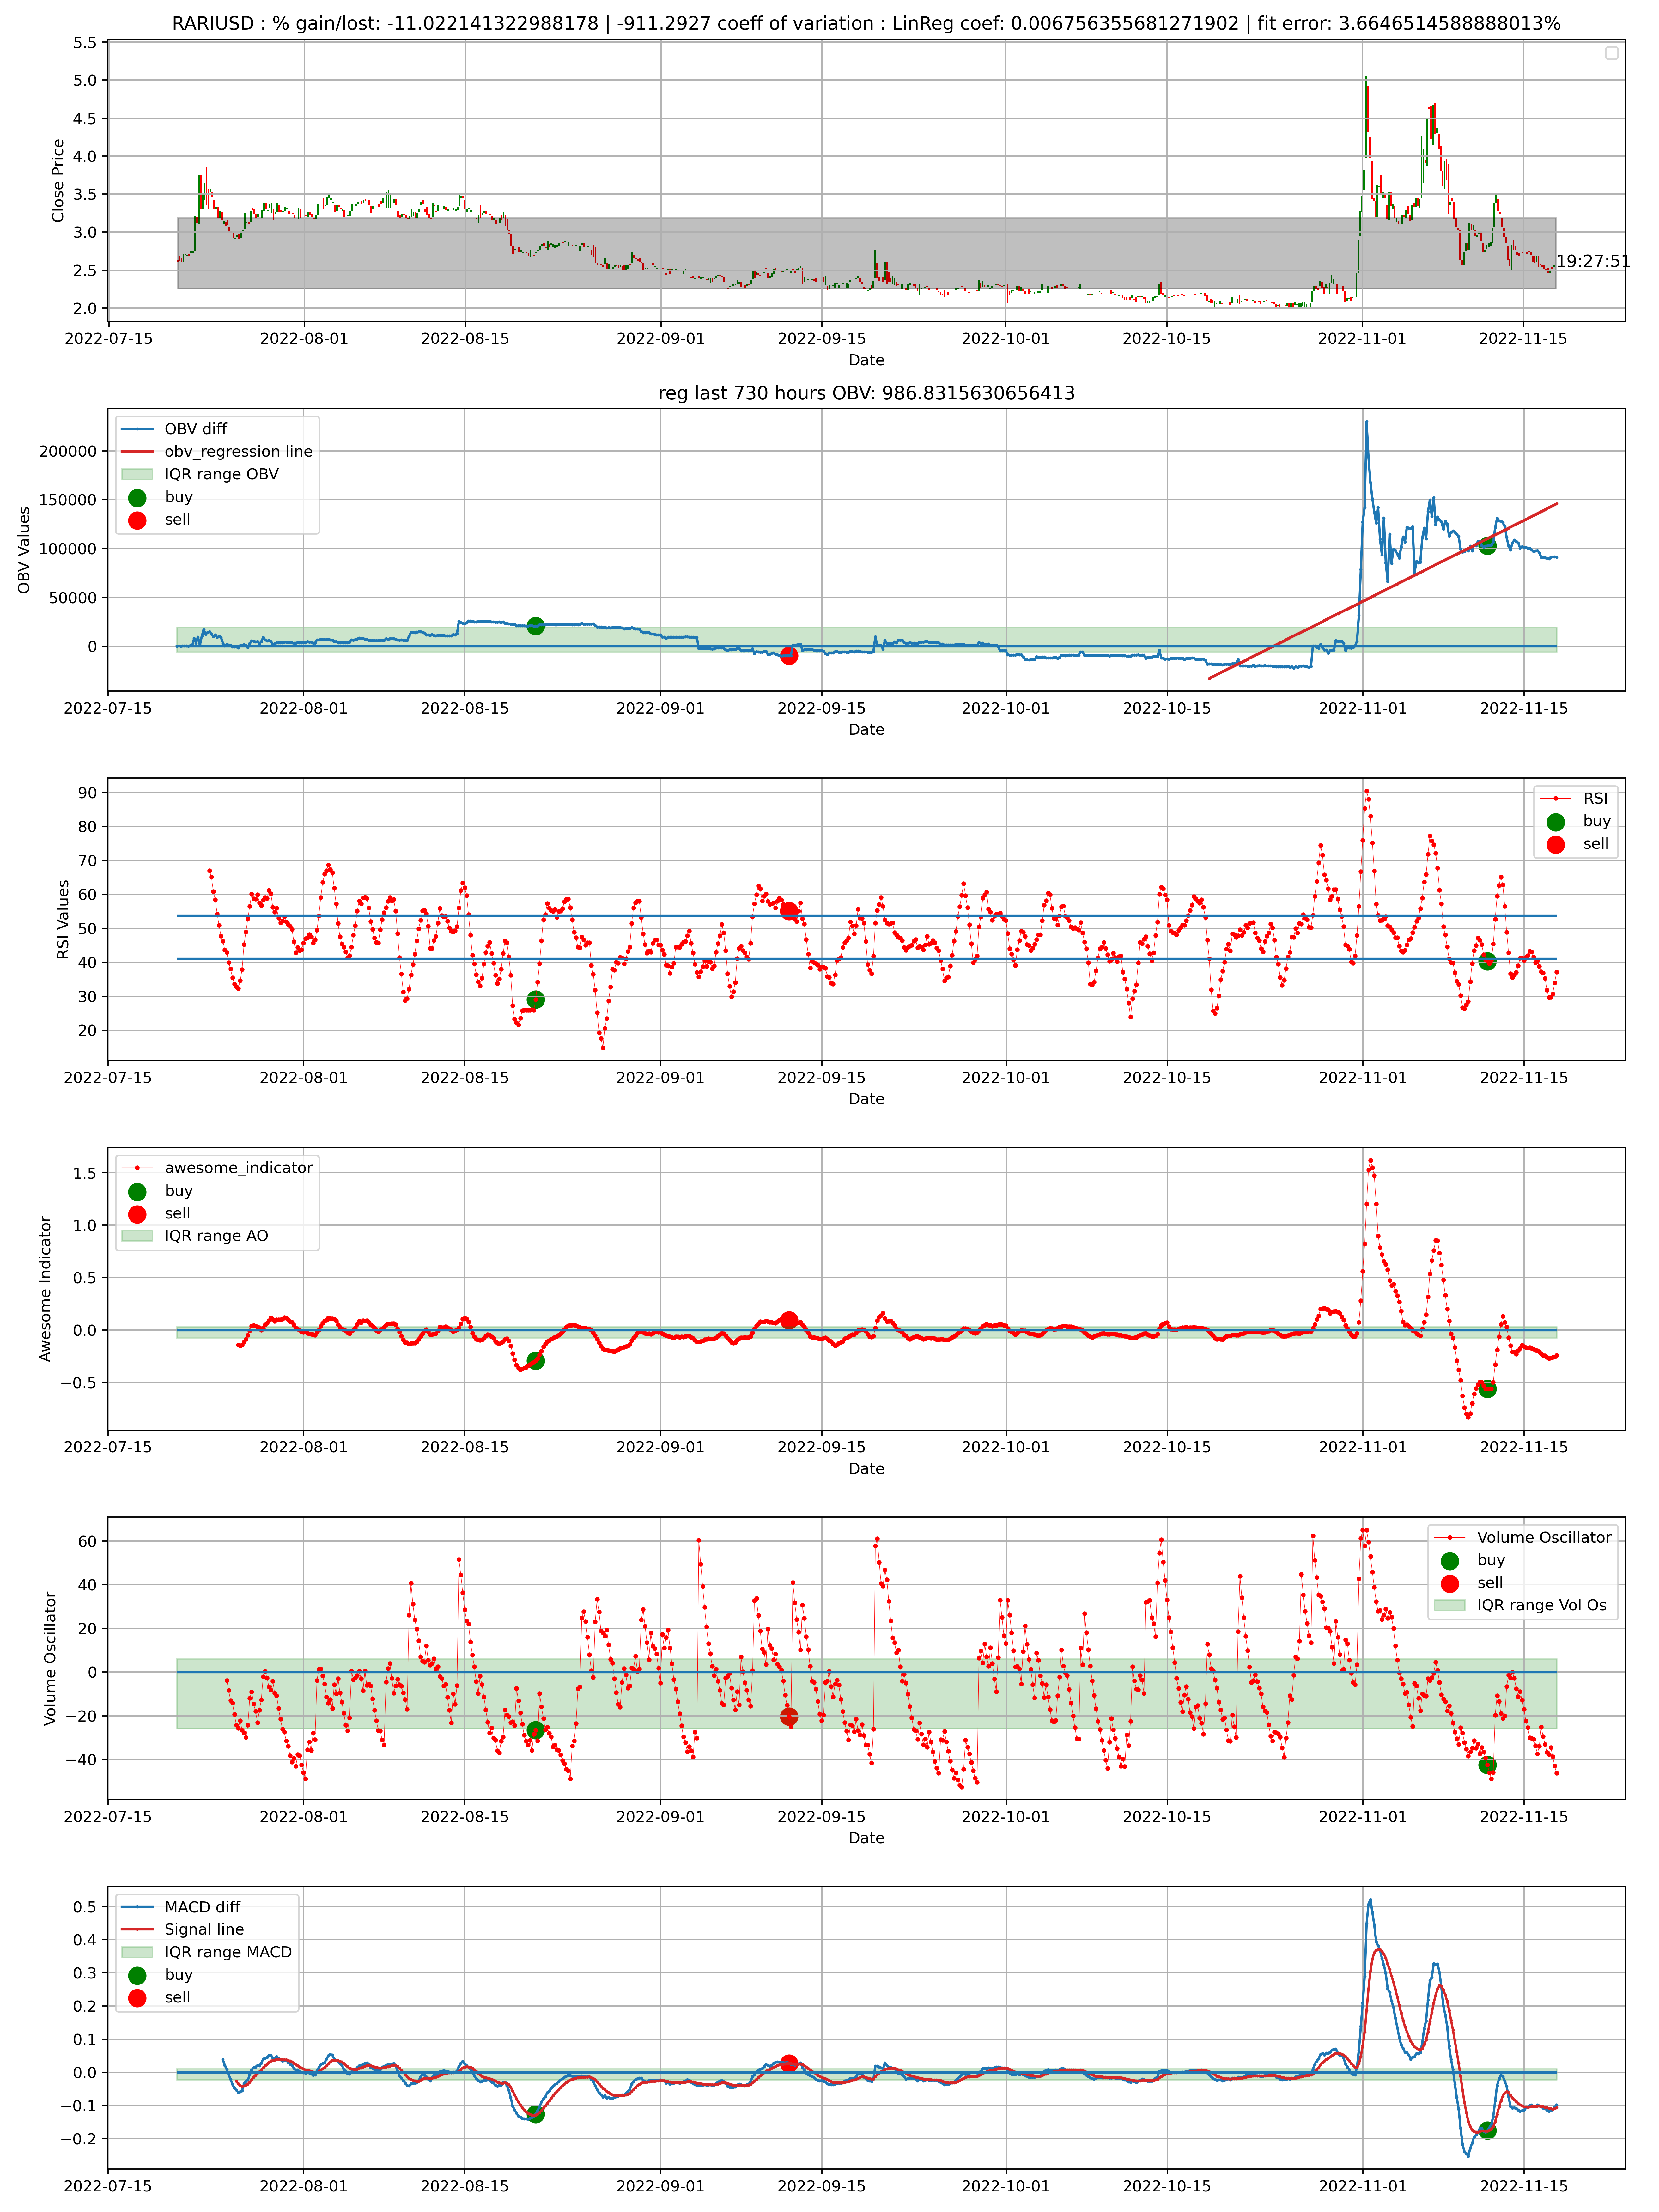 RARIUSD : % gain/lost: -11.022141322988178 | -911.2927 coeff of variation : LinReg coef: 0.006756355681271902 | fit error: 3.6646514588888013%
5.5
5.0
4.5
4.0
3.5
3.0
2.5
2.0
Close Price
19:27:51
2022-07-15 2022-08-01 2022-08-15 2022-09-01 2022-09-15 2022-10-01 2022-10-15 2022-11-01 2022-11-15
Date
reg last 730 hours OBV: 986.8315630656413
OBV diff
obv_regression line
IQR range OBV
buy
sell
200000
150000
100000
50000
0
OBV Values
2022-07-15 2022-08-01 2022-08-15 2022-09-01 2022-09-15 2022-10-01 2022-10-15 2022-11-01 2022-11-15
Date
RSI
buy
sell
90
80
70
60
50
40
30
20
RSI Values
2022-07-15 2022-08-01 2022-08-15 2022-09-01 2022-09-15 2022-10-01 2022-10-15 2022-11-01 2022-11-15
Date
awesome_indicator
buy
sell
IQR range AO
1.5
1.0
0.5
0.0
−0.5
Awesome Indicator
2022-07-15 2022-08-01 2022-08-15 2022-09-01 2022-09-15 2022-10-01 2022-10-15 2022-11-01 2022-11-15
Date
Volume Oscillator
buy
sell
IQR range Vol Os
60
40
20
0
−20
−40
Volume Oscillator
2022-07-15 2022-08-01 2022-08-15 2022-09-01 2022-09-15 2022-10-01 2022-10-15 2022-11-01 2022-11-15
Date
MACD diff
Signal line
IQR range MACD
buy
sell
0.5
0.4
0.3
0.2
0.1
0.0
−0.1
−0.2
2022-07-15 2022-08-01 2022-08-15 2022-09-01 2022-09-15 2022-10-01 2022-10-15 2022-11-01 2022-11-15